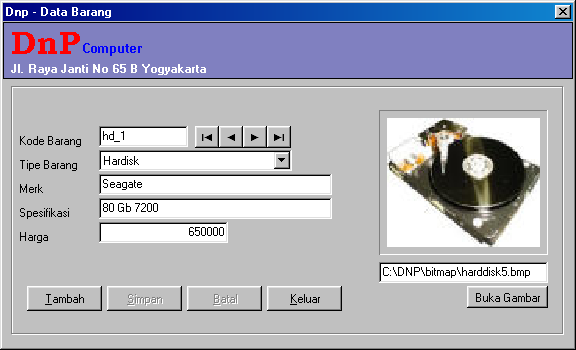 Dnp - Data Barang
DnP Computer
Jl. Raya Janti No 65 B Yogyakarta
Kode Barang hd_1
Tipe Barang Hardisk
Merk Seagate
Spesifikasi 80 Gb 7200
Harga 650000
C:\DNP\bitmap\harddisk5.bmp
Tambah Simpan Batal Keluar Buka Gambar